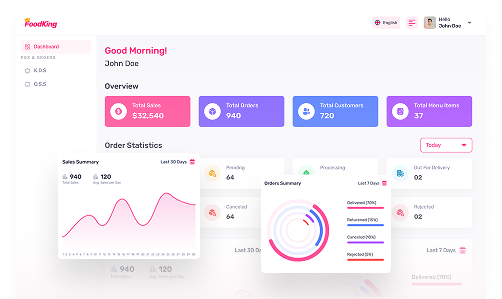 FoodKing
English
Hello
John Doe
Dashboard
POS & ORDERS
K.D.S
O.S.S
Good Morning!
John Doe
Overview
Total Sales
$32,540
Total Orders
940
Total Customers
720
Total Menu Items
37
Order Statistics
Today
Sales Summary
Last 30 Days
940
Total Sales
120
Avg. Sales per Day
Pending
64
Processing
Out For Delivery
02
Canceled
64
Rejected
02
Orders Summary
Last 7 Days
Delivered (70%)
Returned (15%)
Canceled (10%)
Rejected (5%)
Last 30 D
Last 7 Days
940
120
Delivered (70%)